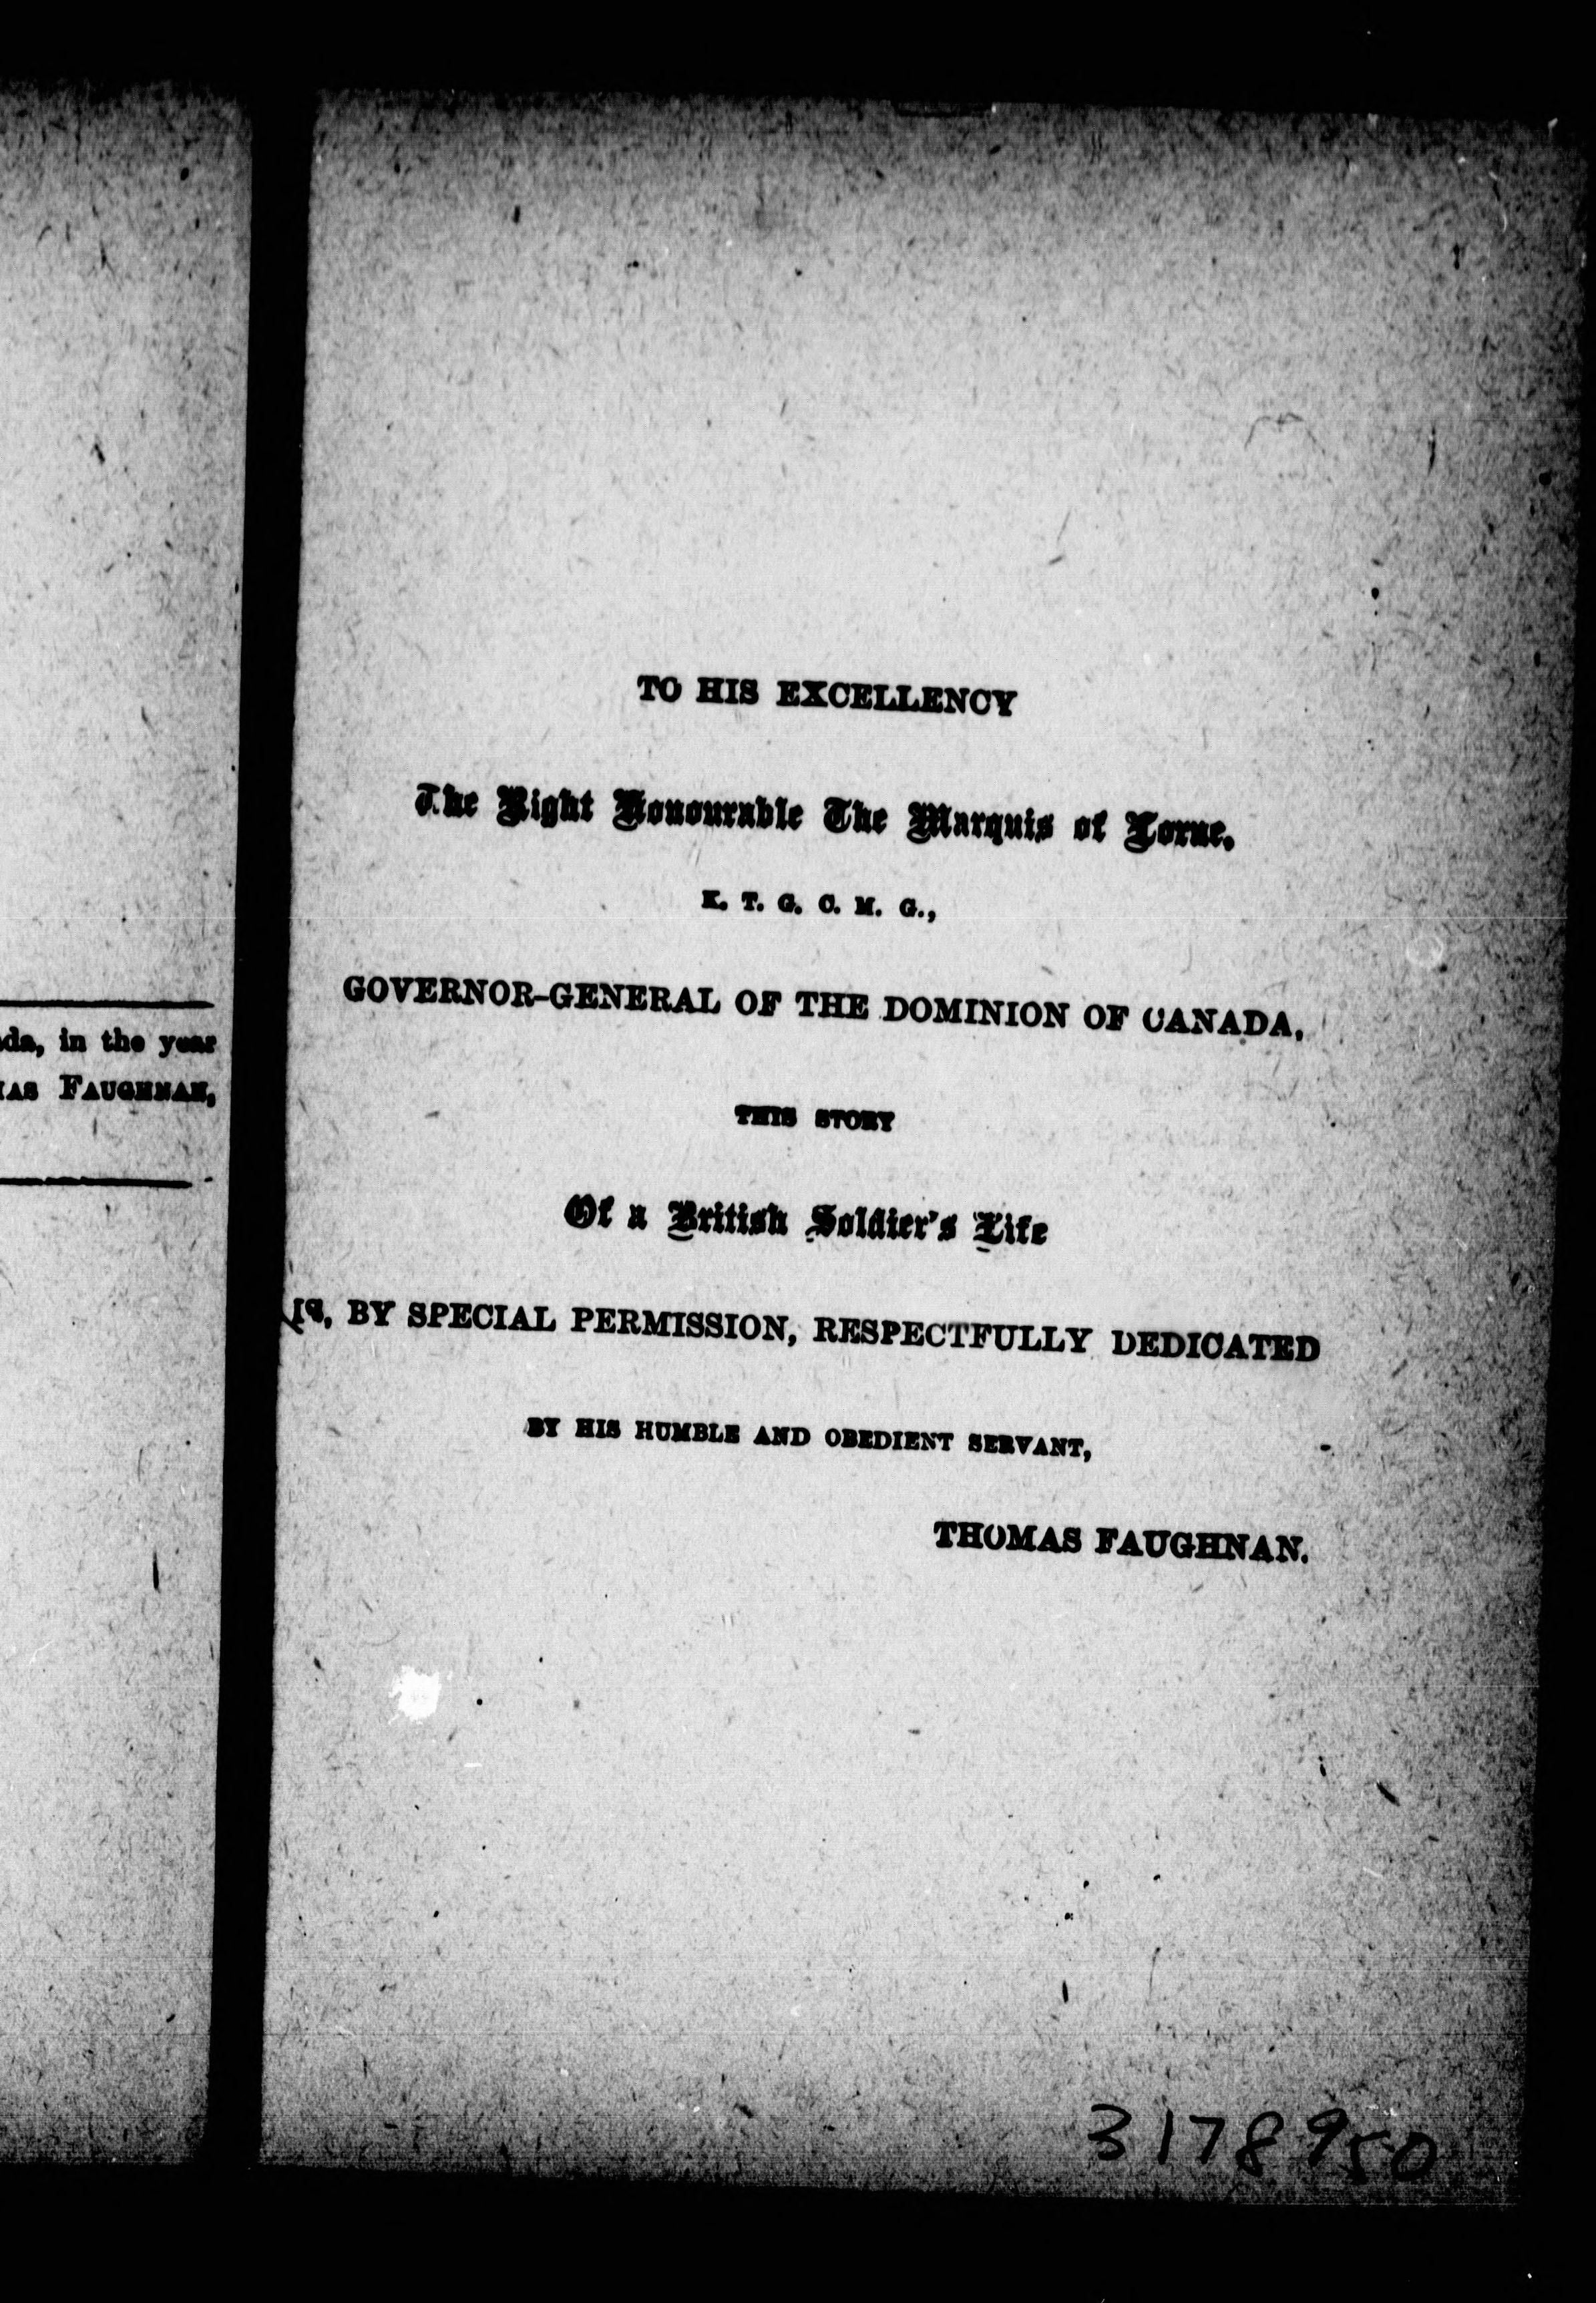 da, in the year
AS FAUGHNAN,
TO HIS EXCELLENCY
The Right Honourable The Marquis of Lorne,
K. T. G. C. M. G.,
GOVERNOR-GENERAL OF THE DOMINION OF CANADA,
THIS STORY
Of a British Soldier's Life
IS, BY SPECIAL PERMISSION, RESPECTFULLY DEDICATED
BY HIS HUMBLE AND OBEDIENT SERVANT,
THOMAS FAUGHNAN.
3178950